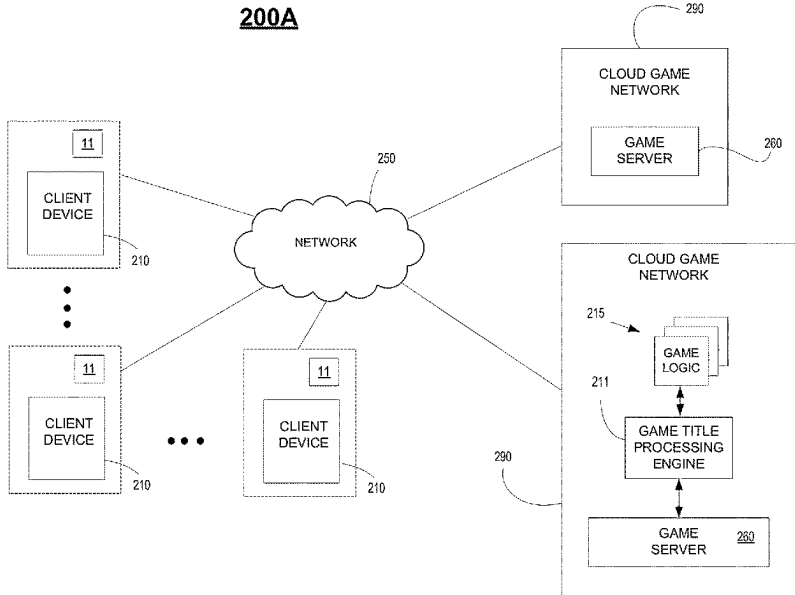 200A
290
CLOUD GAME
NETWORK
GAME
SERVER
260
11
CLIENT
DEVICE
210
250
NETWORK
CLOUD GAME
NETWORK
215
GAME
LOGIC
211
GAME TITLE
PROCESSING
ENGINE
290
GAME
SERVER
260
11
CLIENT
DEVICE
210
11
CLIENT
DEVICE
210